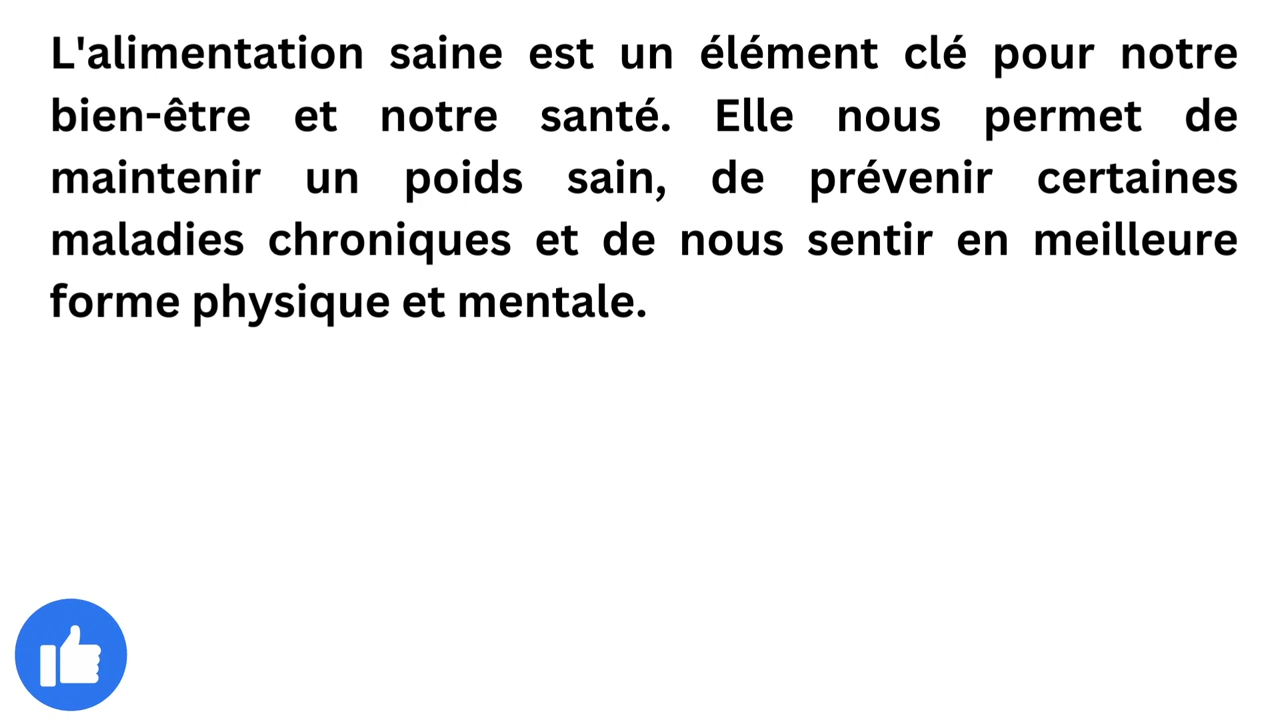 L'alimentation saine est un élément clé pour notre
bien-être et notre santé. Elle nous permet de
maintenir un poids sain, de prévenir certaines
maladies chroniques et de nous sentir en meilleure
forme physique et mentale.